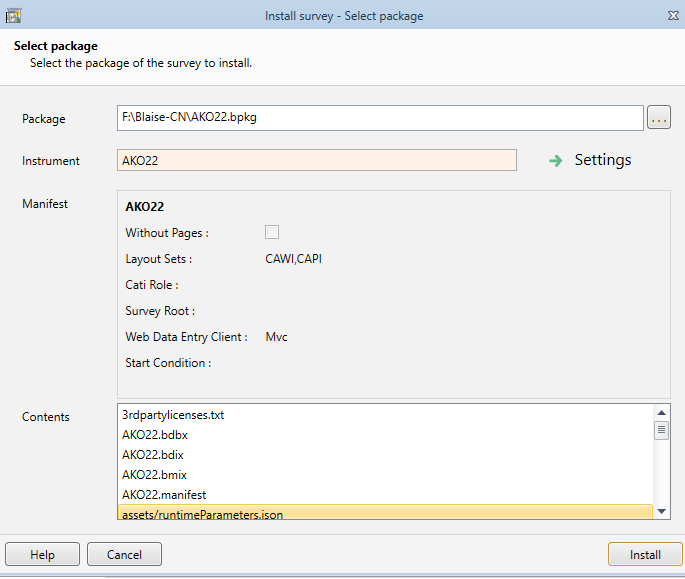 Install survey - Select package
Select package
Select the package of the survey to install.
Package
F:\Blaise-CN\AKO22.bpkg
...
Instrument
AKO22
Settings
Manifest
AKO22
Without Pages :
Layout Sets :
CAWI,CAPI
Cati Role :
Survey Root :
Web Data Entry Client :
Mvc
Start Condition :
Contents
3rdpartylicenses.txt
AKO22.bdbx
AKO22.bdix
AKO22.bmix
AKO22.manifest
assets/runtimeParameters.json
Help
Cancel
Install